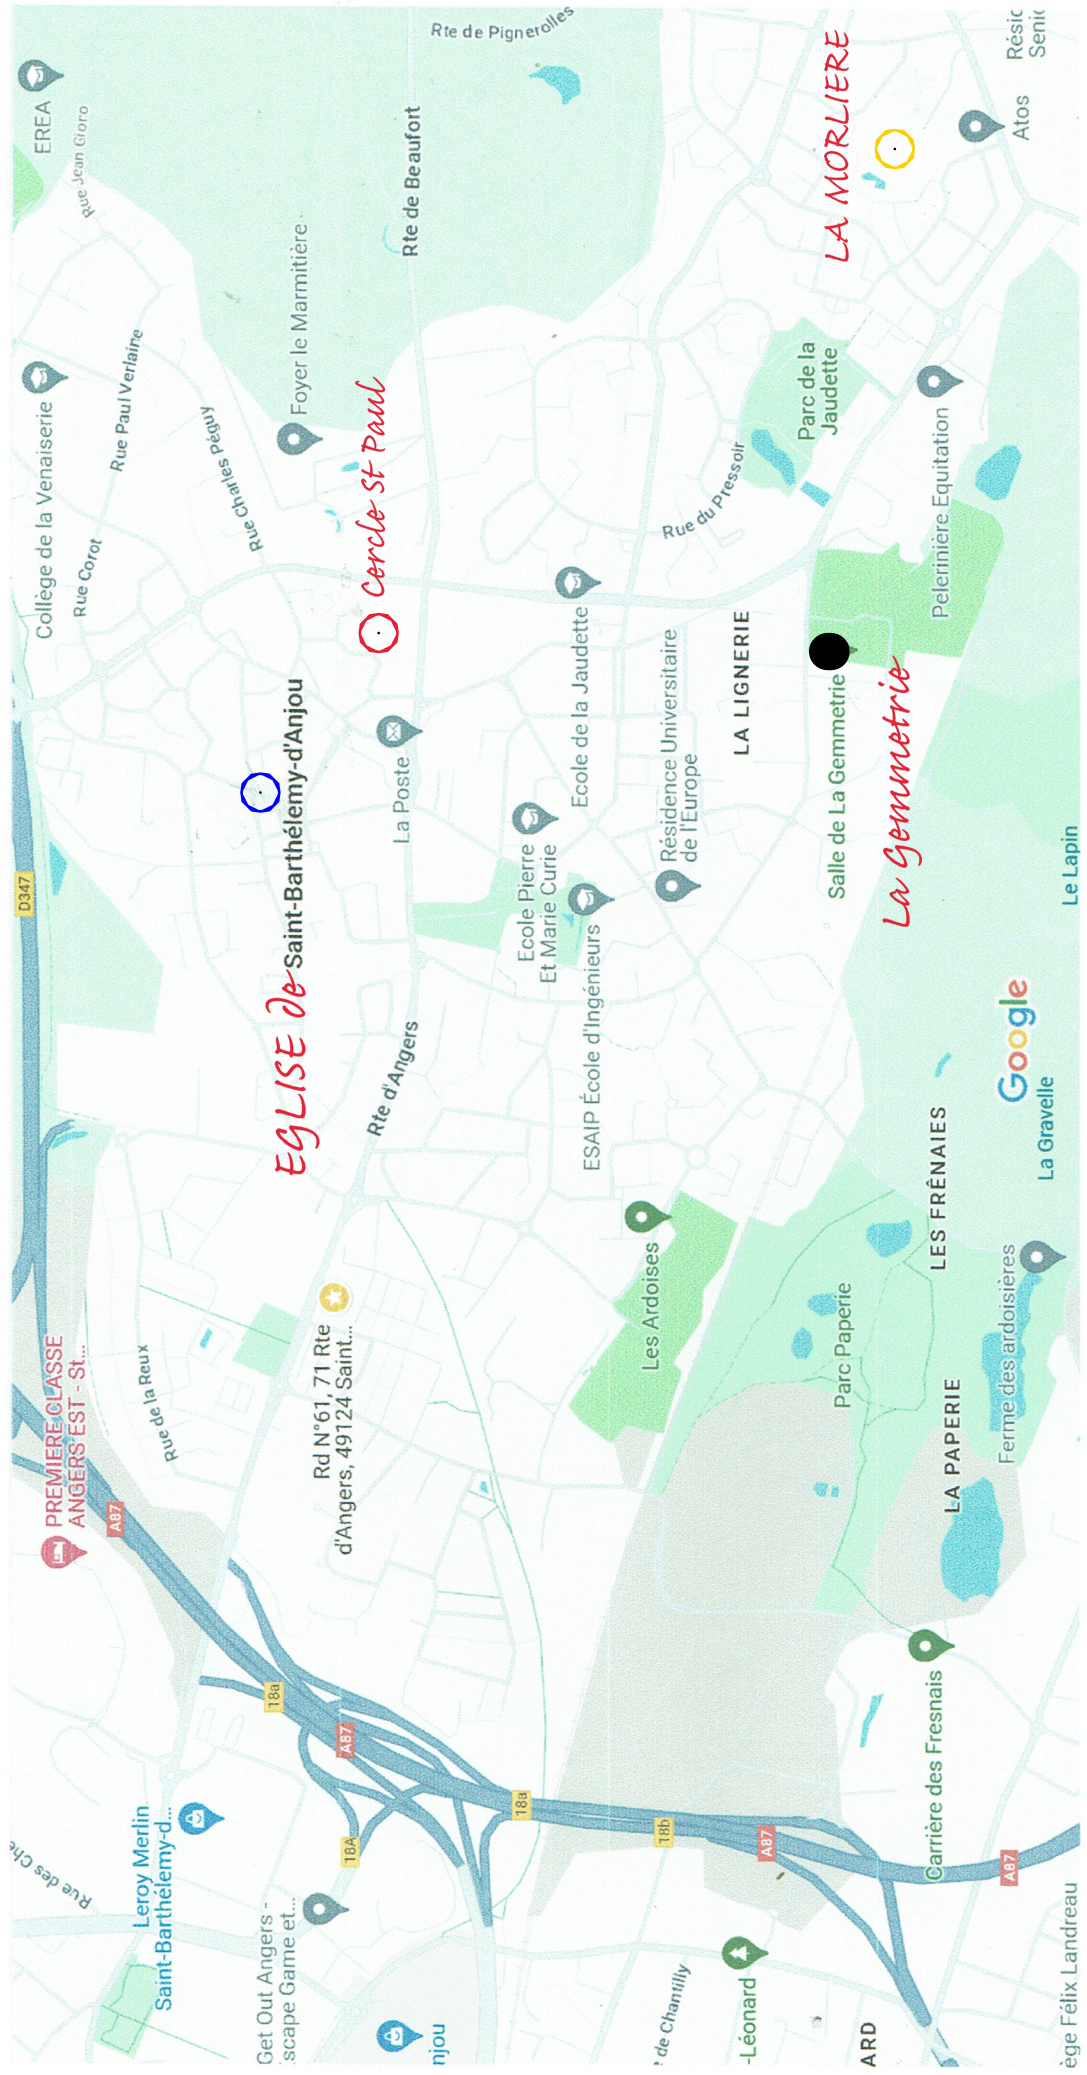 Rue des Che
Leroy Merlin
Saint-Barthélemy-d...
Get Out Angers -
scape Game et...
njou
de Chantilly
-Léonard
ARD
ège Félix Landreau
Carrière des Fresnais
18A
18a
A87
18a
18b
A87
A87
A87
PREMIERE CLASSE
ANGERS EST - St...
Rue de la Reux
Rd N°61, 71 Rte
d'Angers, 49124 Saint...
Les Ardoises
Parc Paperie
LA PAPERIE
Ferme des ardoisières
LES FRÊNAIES
La Gravelle
Google
Le Lapin
D347
EGLISE de
Saint-Barthélemy-d'Anjou
Rte d'Angers
La Poste
Ecole Pierre
Et Marie Curie
ESAIP École d'Ingénieurs
Ecole de la Jaudette
Résidence Universitaire
de l'Europe
LA LIGNERIE
Salle de La Gemmetrie
La Gemmetrie
Collège de la Venaiserie
Rue Corot
Rue Paul Verlaine
Rue Charles Péguy
Foyer le Marmitière
Cercle St Paul
Rue du Pressoir
Parc de la
Jaudette
Pelerinière Equitation
EREA
Rue Jean Gioro
Rte de Beaufort
Rte de Pignerolles
LA MORLIERE
Atos
Résic
Senic